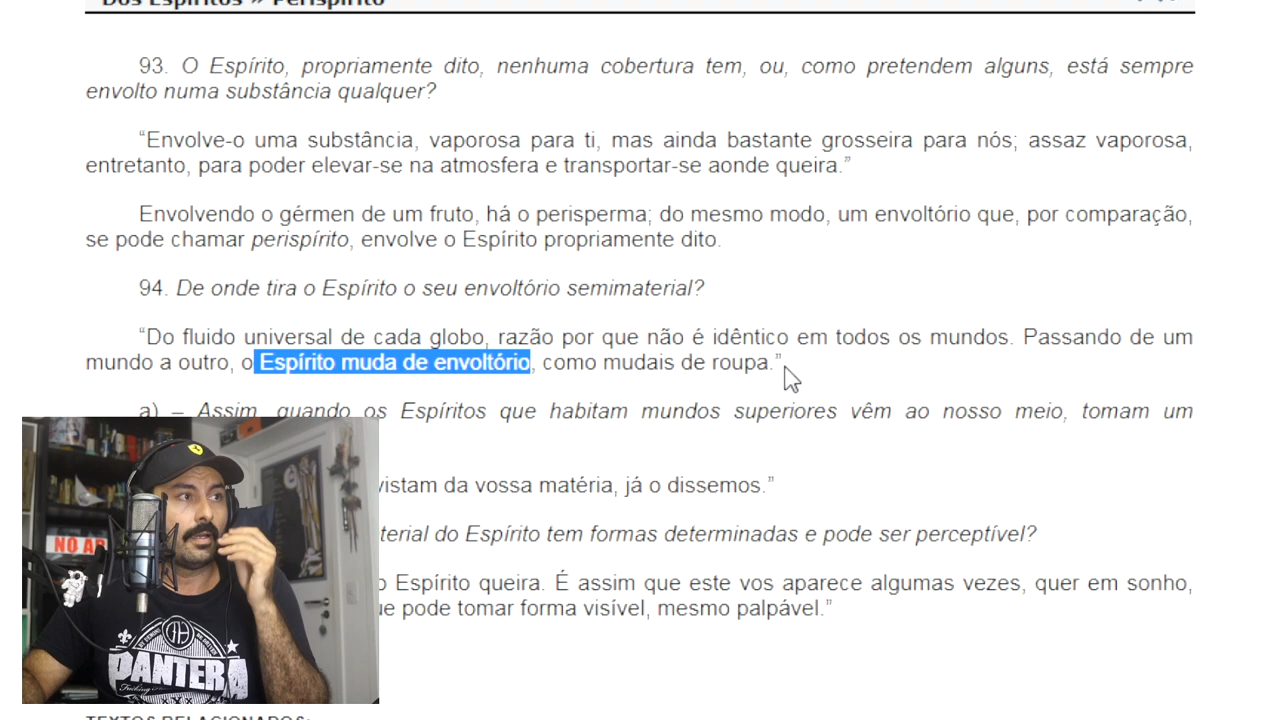 Dos Espíritos » Perispírito
93. O Espírito, propriamente dito, nenhuma cobertura tem, ou, como pretendem alguns, está sempre
envolto numa substância qualquer?
“Envolve-o uma substância, vaporosa para ti, mas ainda bastante grosseira para nós; assaz vaporosa,
entretanto, para poder elevar-se na atmosfera e transportar-se aonde queira.”
Envolvendo o gérmen de um fruto, há o perisperma; do mesmo modo, um envoltório que, por comparação,
se pode chamar perispírito, envolve o Espírito propriamente dito.
94. De onde tira o Espírito o seu envoltório semimaterial?
“Do fluido universal de cada globo, razão por que não é idêntico em todos os mundos. Passando de um
mundo a outro, o Espírito muda de envoltório, como mudais de roupa.”
a) – Assim, quando os Espíritos que habitam mundos superiores vêm ao nosso meio, tomam um
vistam da vossa matéria, já o dissemos.”
terial do Espírito tem formas determinadas e pode ser perceptível?
o Espírito queira. É assim que este vos aparece algumas vezes, quer em sonho,
ue pode tomar forma visível, mesmo palpável.”
NO AR
PANTERA
TEXTOS RELACIONADOS: